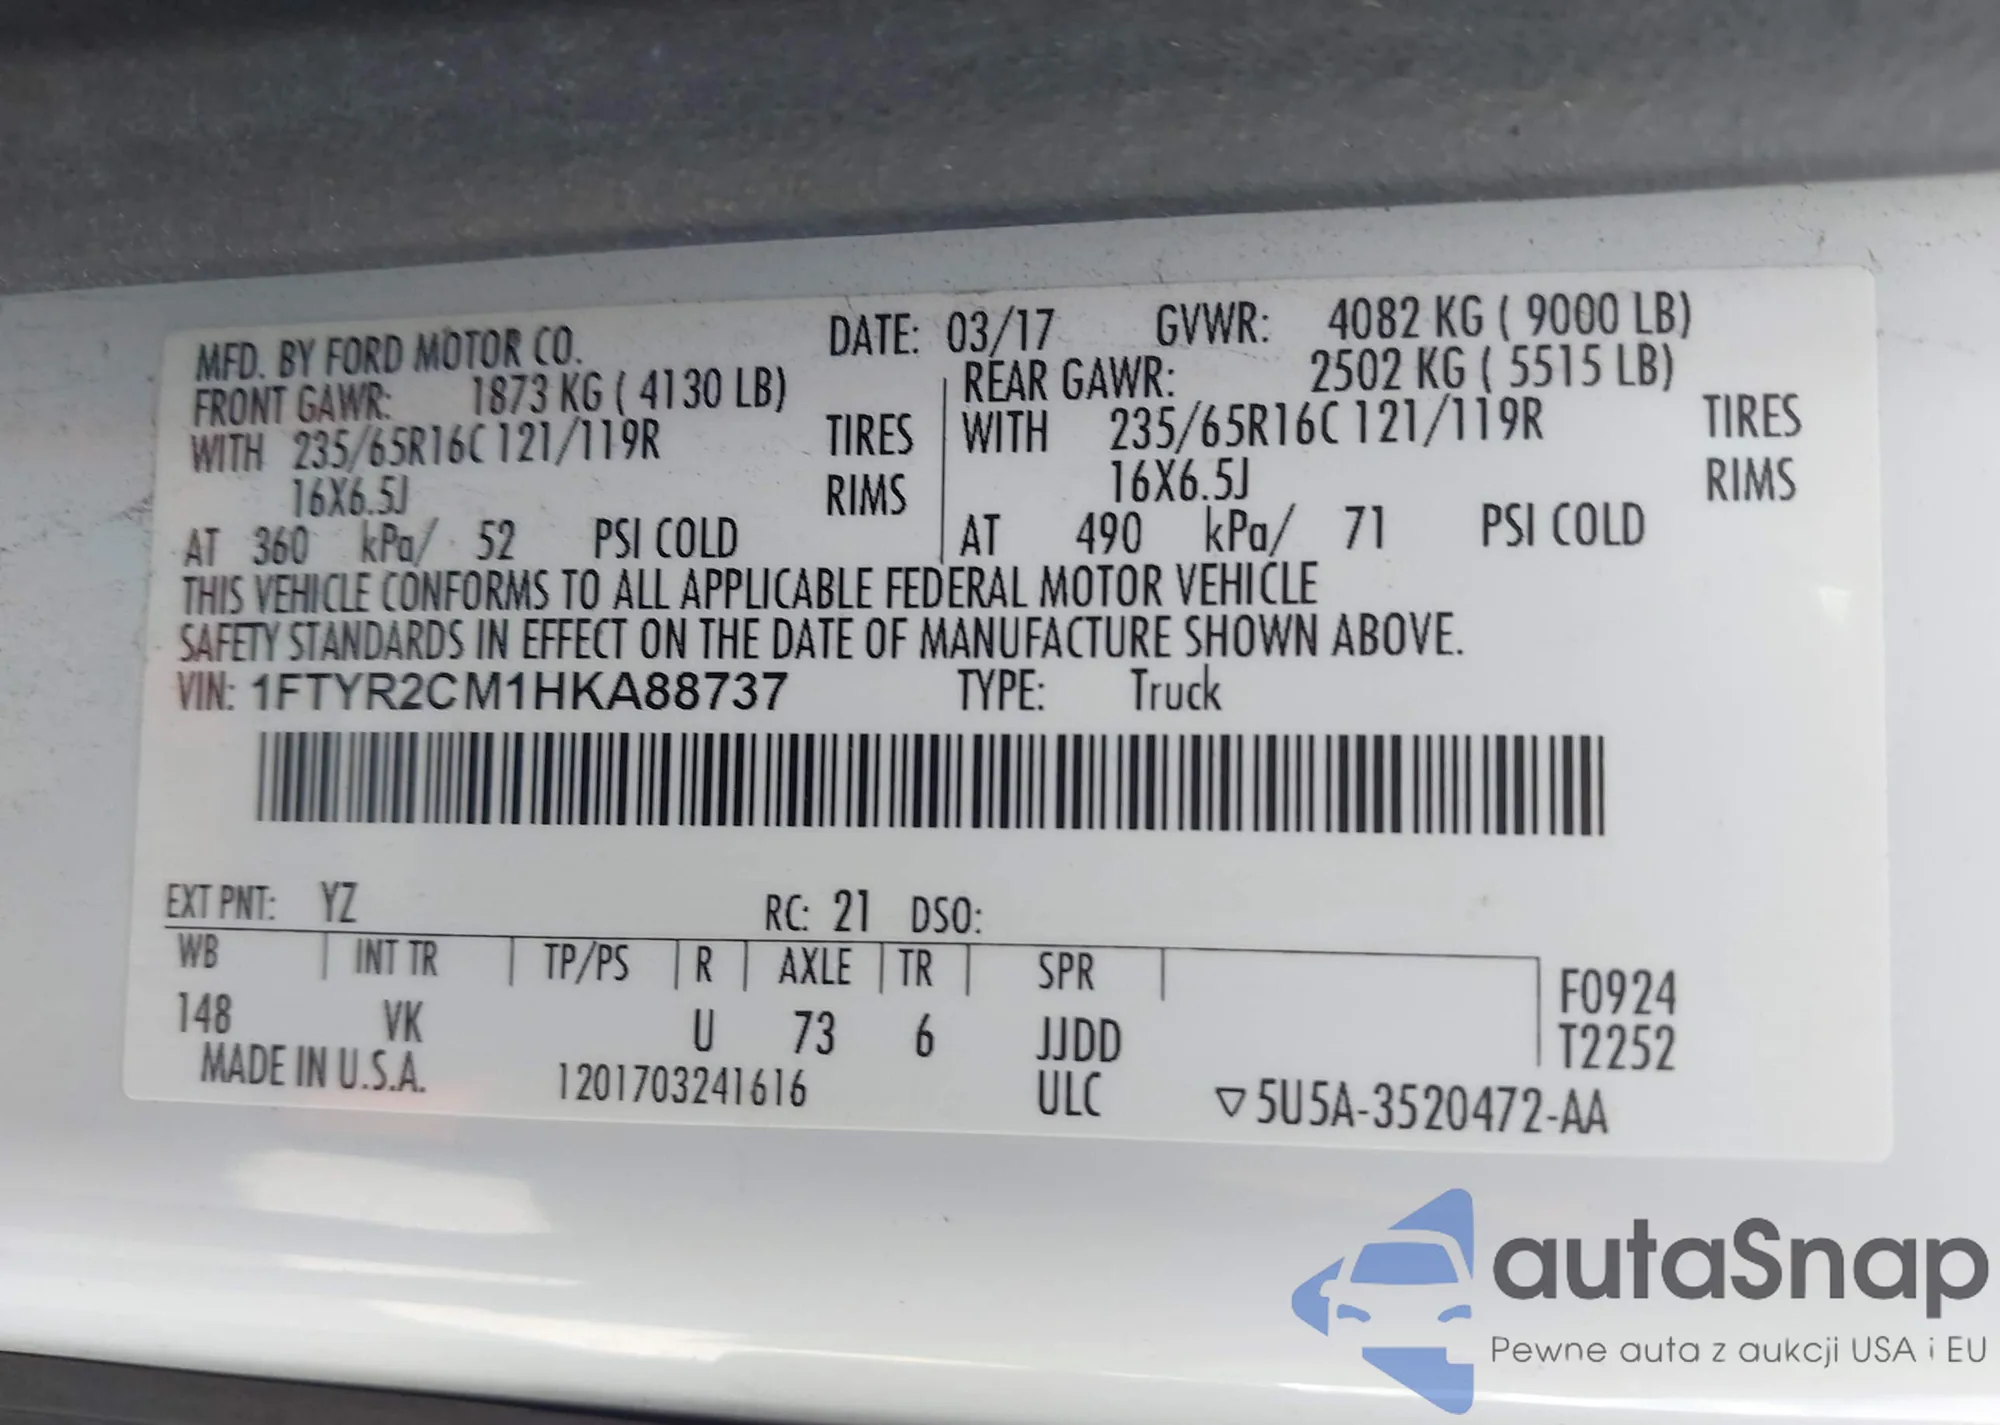 MFD. BY FORD MOTOR CO. DATE: 03/17 GVWR: 4082 KG ( 9000 LB)
FRONT GAWR: 1873 KG ( 4130 LB) REAR GAWR: 2502 KG ( 5515 LB)
WITH 235/65R16C 121/119R TIRES WITH 235/65R16C 121/119R TIRES
16X6.5J RIMS 16X6.5J RIMS
AT 360 kPa/ 52 PSI COLD AT 490 kPa/ 71 PSI COLD
THIS VEHICLE CONFORMS TO ALL APPLICABLE FEDERAL MOTOR VEHICLE
SAFETY STANDARDS IN EFFECT ON THE DATE OF MANUFACTURE SHOWN ABOVE.
VIN: 1FTYR2CM1HKA88737 TYPE: Truck
EXT PNT: YZ RC: 21 DSO:
WB INT TR TP/PS R AXLE TR SPR F0924
148 VK U 73 6 JJDD T2252
MADE IN U.S.A. 1201703241616 ULC ▽5U5A-3520472-AA
autaSnap
Pewne auta z aukcji USA i EU